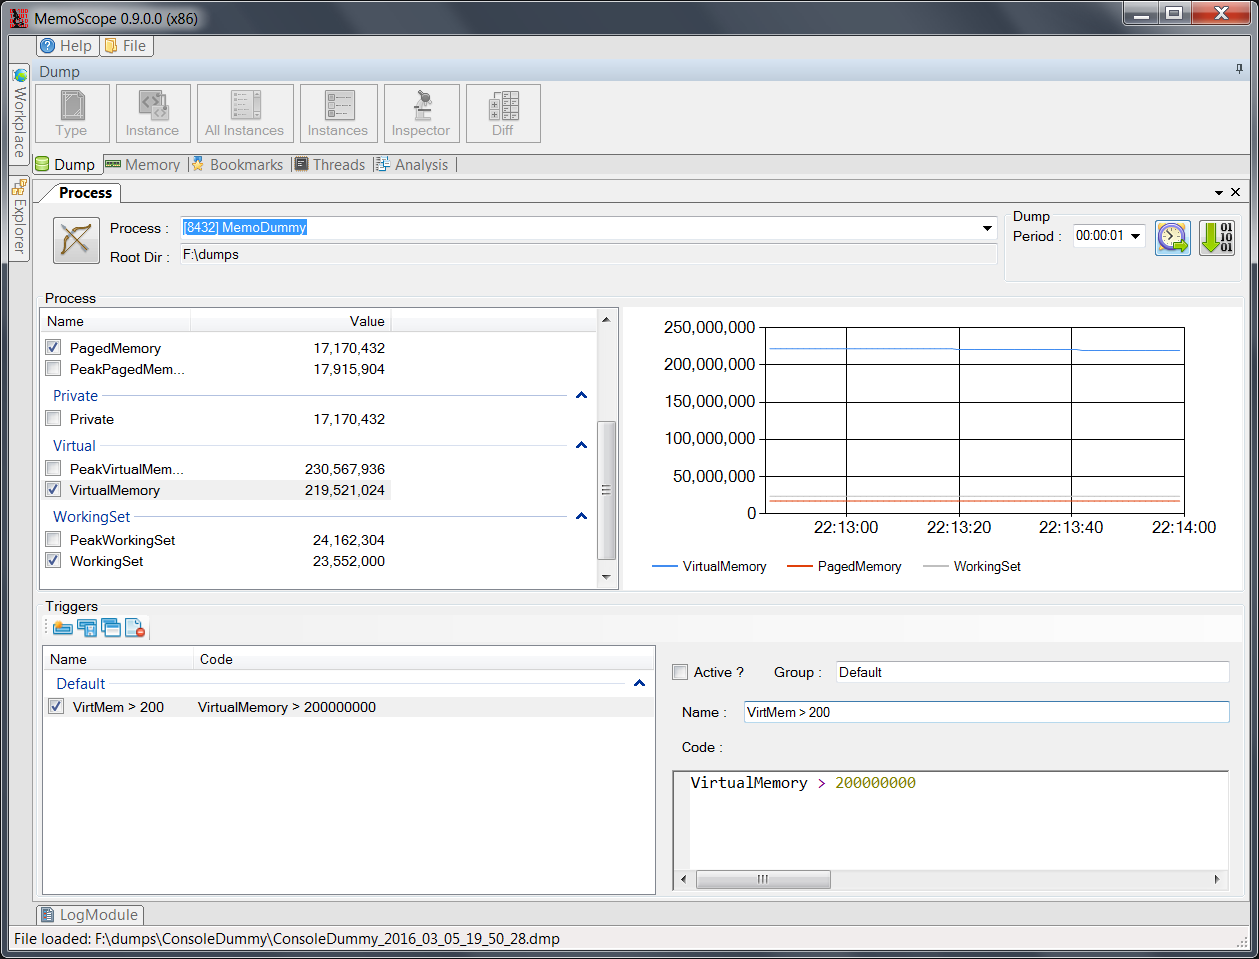 MemoScope 0.9.0.0 (x86)
Help File
Workplace
Explorer
Dump
Type Instance All Instances Instances Inspector Diff
Dump Memory Bookmarks Threads Analysis
Process
Process : [8432] MemoDummy
Root Dir : F:\dumps
Dump
Period : 00:00:01
Process
Name Value
PagedMemory 17,170,432
PeakPagedMem... 17,915,904
Private
Private 17,170,432
Virtual
PeakVirtualMem... 230,567,936
VirtualMemory 219,521,024
WorkingSet
PeakWorkingSet 24,162,304
WorkingSet 23,552,000
250,000,000
200,000,000
150,000,000
100,000,000
50,000,000
0
22:13:00 22:13:20 22:13:40 22:14:00
VirtualMemory PagedMemory WorkingSet
Triggers
Name Code
Default
VirtMem > 200 VirtualMemory > 200000000
Active ? Group : Default
Name : VirtMem > 200
Code :
VirtualMemory > 200000000
LogModule
File loaded: F:\dumps\ConsoleDummy\ConsoleDummy_2016_03_05_19_50_28.dmp